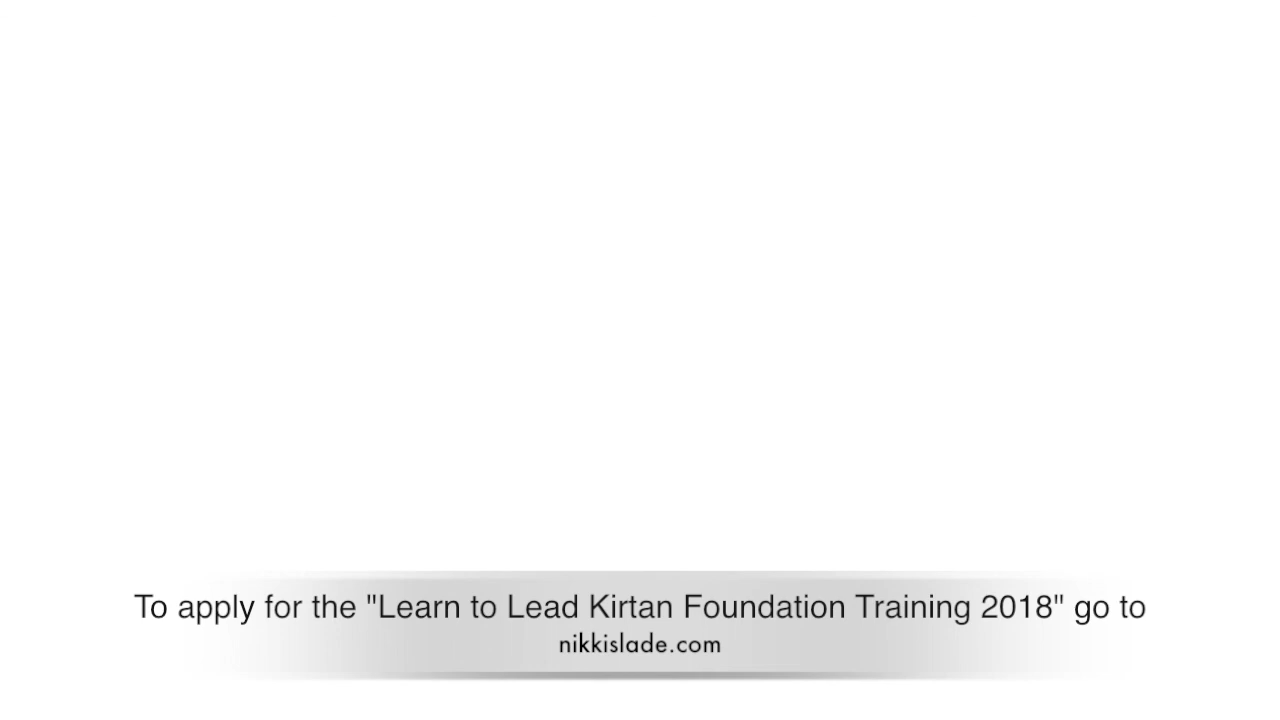 To apply for the "Learn to Lead Kirtan Foundation Training 2018" go to
nikkislade.com